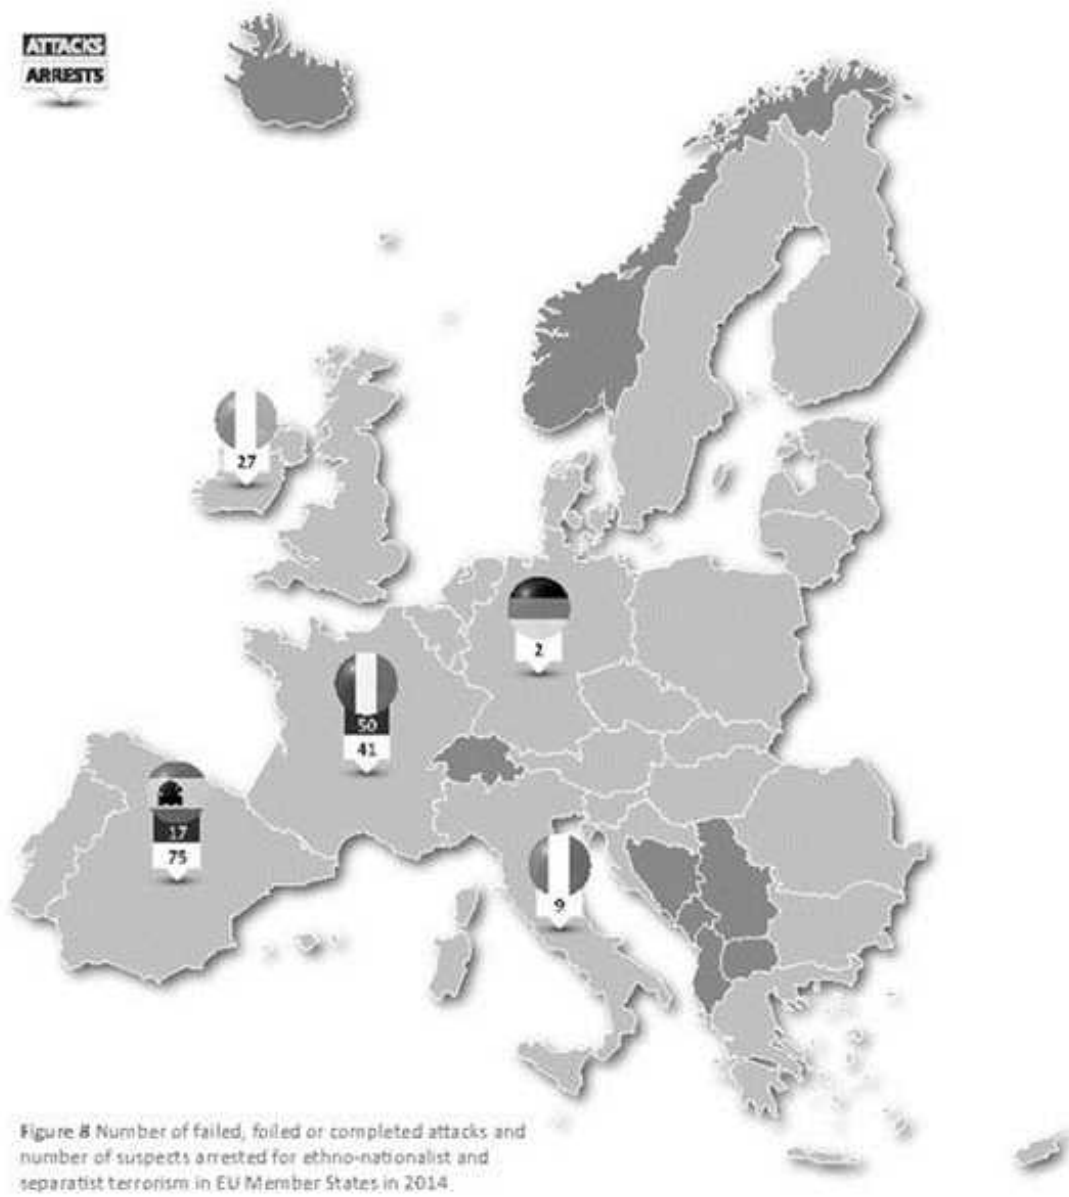 ATTACKS
ARRESTS
27
2
50
41
17
75
9
Figure 8 Number of failed, foiled or completed attacks and
number of suspects arrested for ethno-nationalist and
separatist terrorism in EU Member States in 2014